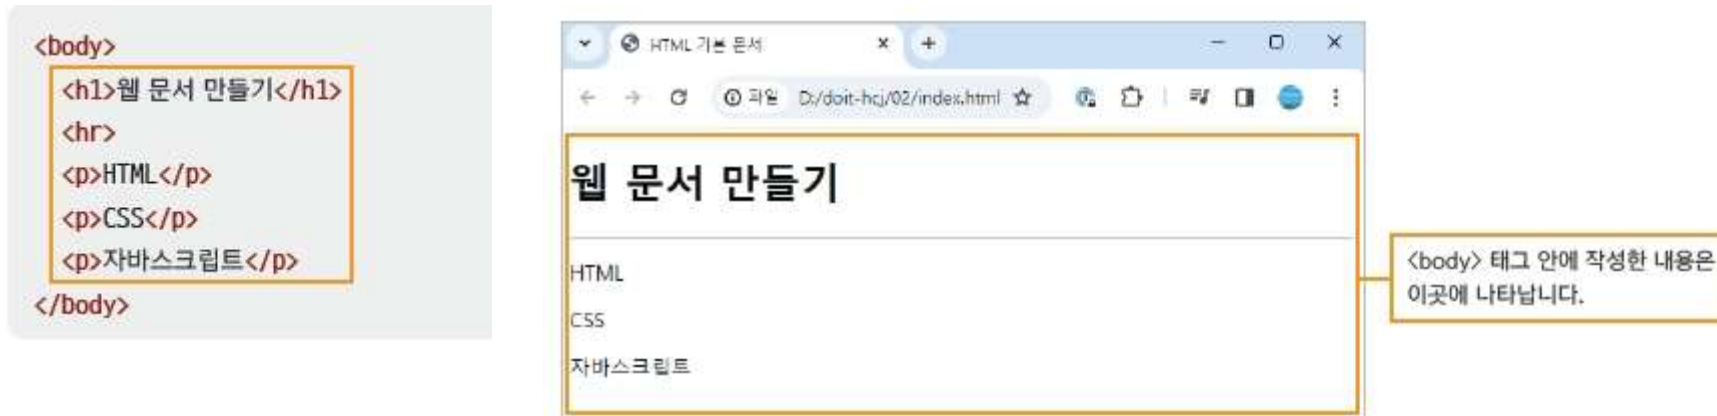 <body>
<h1>웹 문서 만들기</h1>
<hr>
<p>HTML</p>
<p>CSS</p>
<p>자바스크립트</p>
</body>
HTML 기본 문서
파일 D:/doit-hcj/02/index.html
웹 문서 만들기
HTML
CSS
자바스크립트
<body> 태그 안에 작성한 내용은
이곳에 나타납니다.